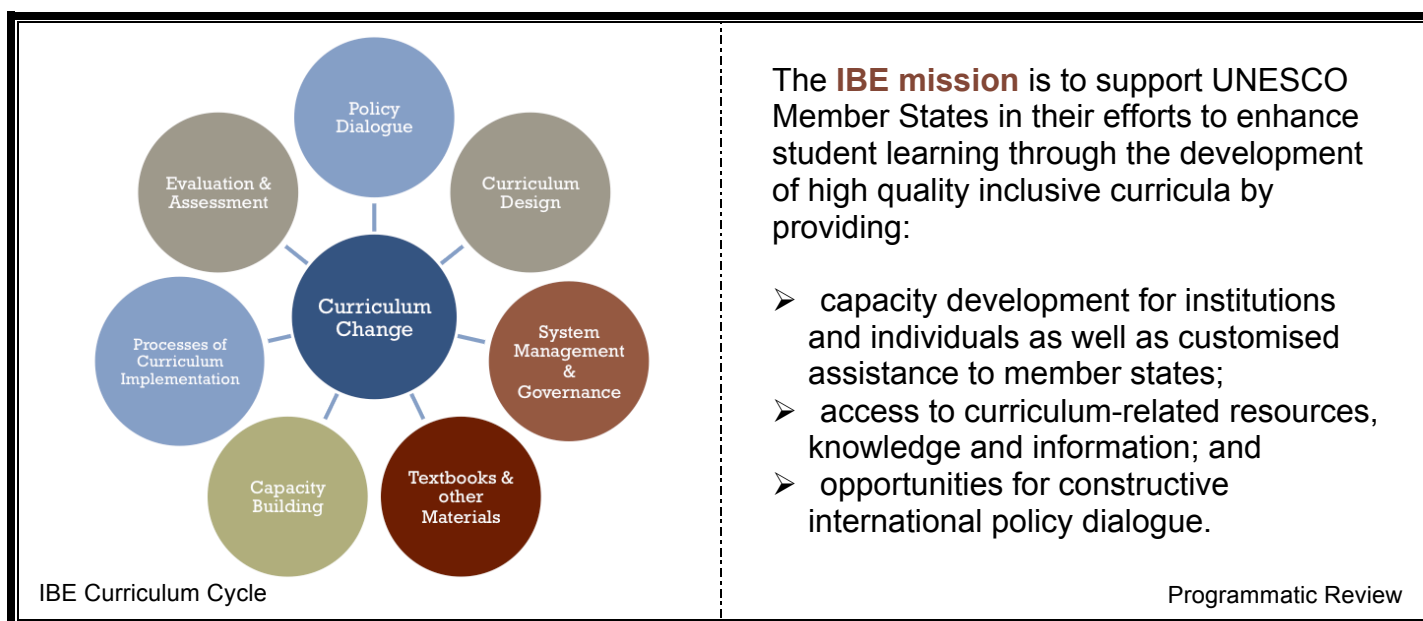 Policy
Dialogue
Curriculum
Design
System
Management
&
Governance
Textbooks &
other
Materials
Capacity
Building
Processes of
Curriculum
Implementation
Evaluation &
Assessment
Curriculum
Change
IBE Curriculum Cycle
The IBE mission is to support UNESCO
Member States in their efforts to enhance
student learning through the development
of high quality inclusive curricula by
providing:
➢ capacity development for institutions
and individuals as well as customised
assistance to member states;
➢ access to curriculum-related resources,
knowledge and information; and
➢ opportunities for constructive
international policy dialogue.
Programmatic Review